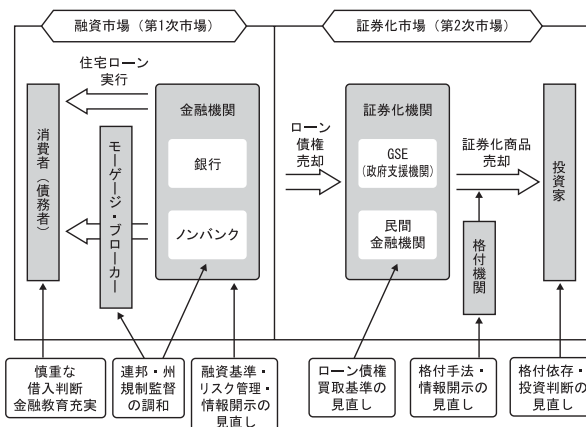 融資市場（第1次市場）
証券化市場（第2次市場）
住宅ローン
実行
消費者（債務者）
モーゲージ・ブローカー
金融機関
銀行
ノンバンク
ローン
債権
売却
証券化機関
GSE
(政府支援機関)
民間
金融機関
証券化商品
売却
格付機関
投資家
慎重な
借入判断
金融教育充実
連邦・州
規制監督
の調和
融資基準・
リスク管理・
情報開示の
見直し
ローン債権
買取基準の
見直し
格付手法・
情報開示の
見直し
格付依存・
投資判断の
見直し